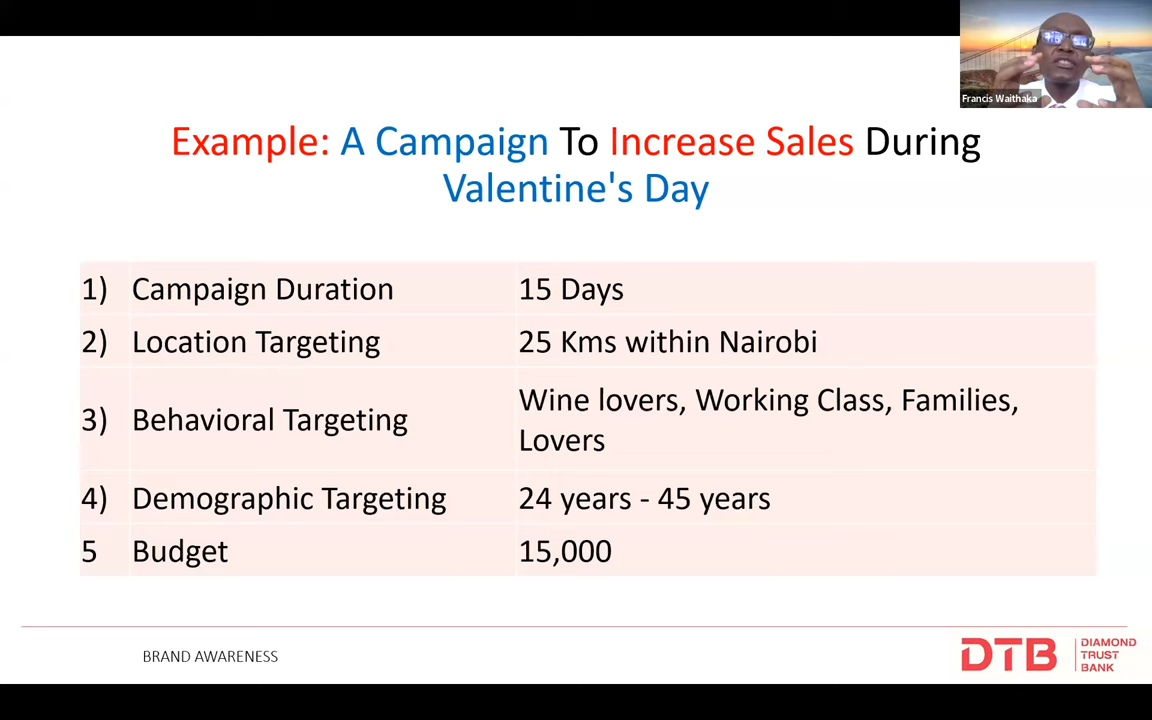 Francis Waithaka
Example: A Campaign To Increase Sales During
Valentine's Day
1) Campaign Duration 15 Days
2) Location Targeting 25 Kms within Nairobi
3) Behavioral Targeting Wine lovers, Working Class, Families,
Lovers
4) Demographic Targeting 24 years - 45 years
5 Budget 15,000
BRAND AWARENESS
DTB DIAMOND
TRUST
BANK